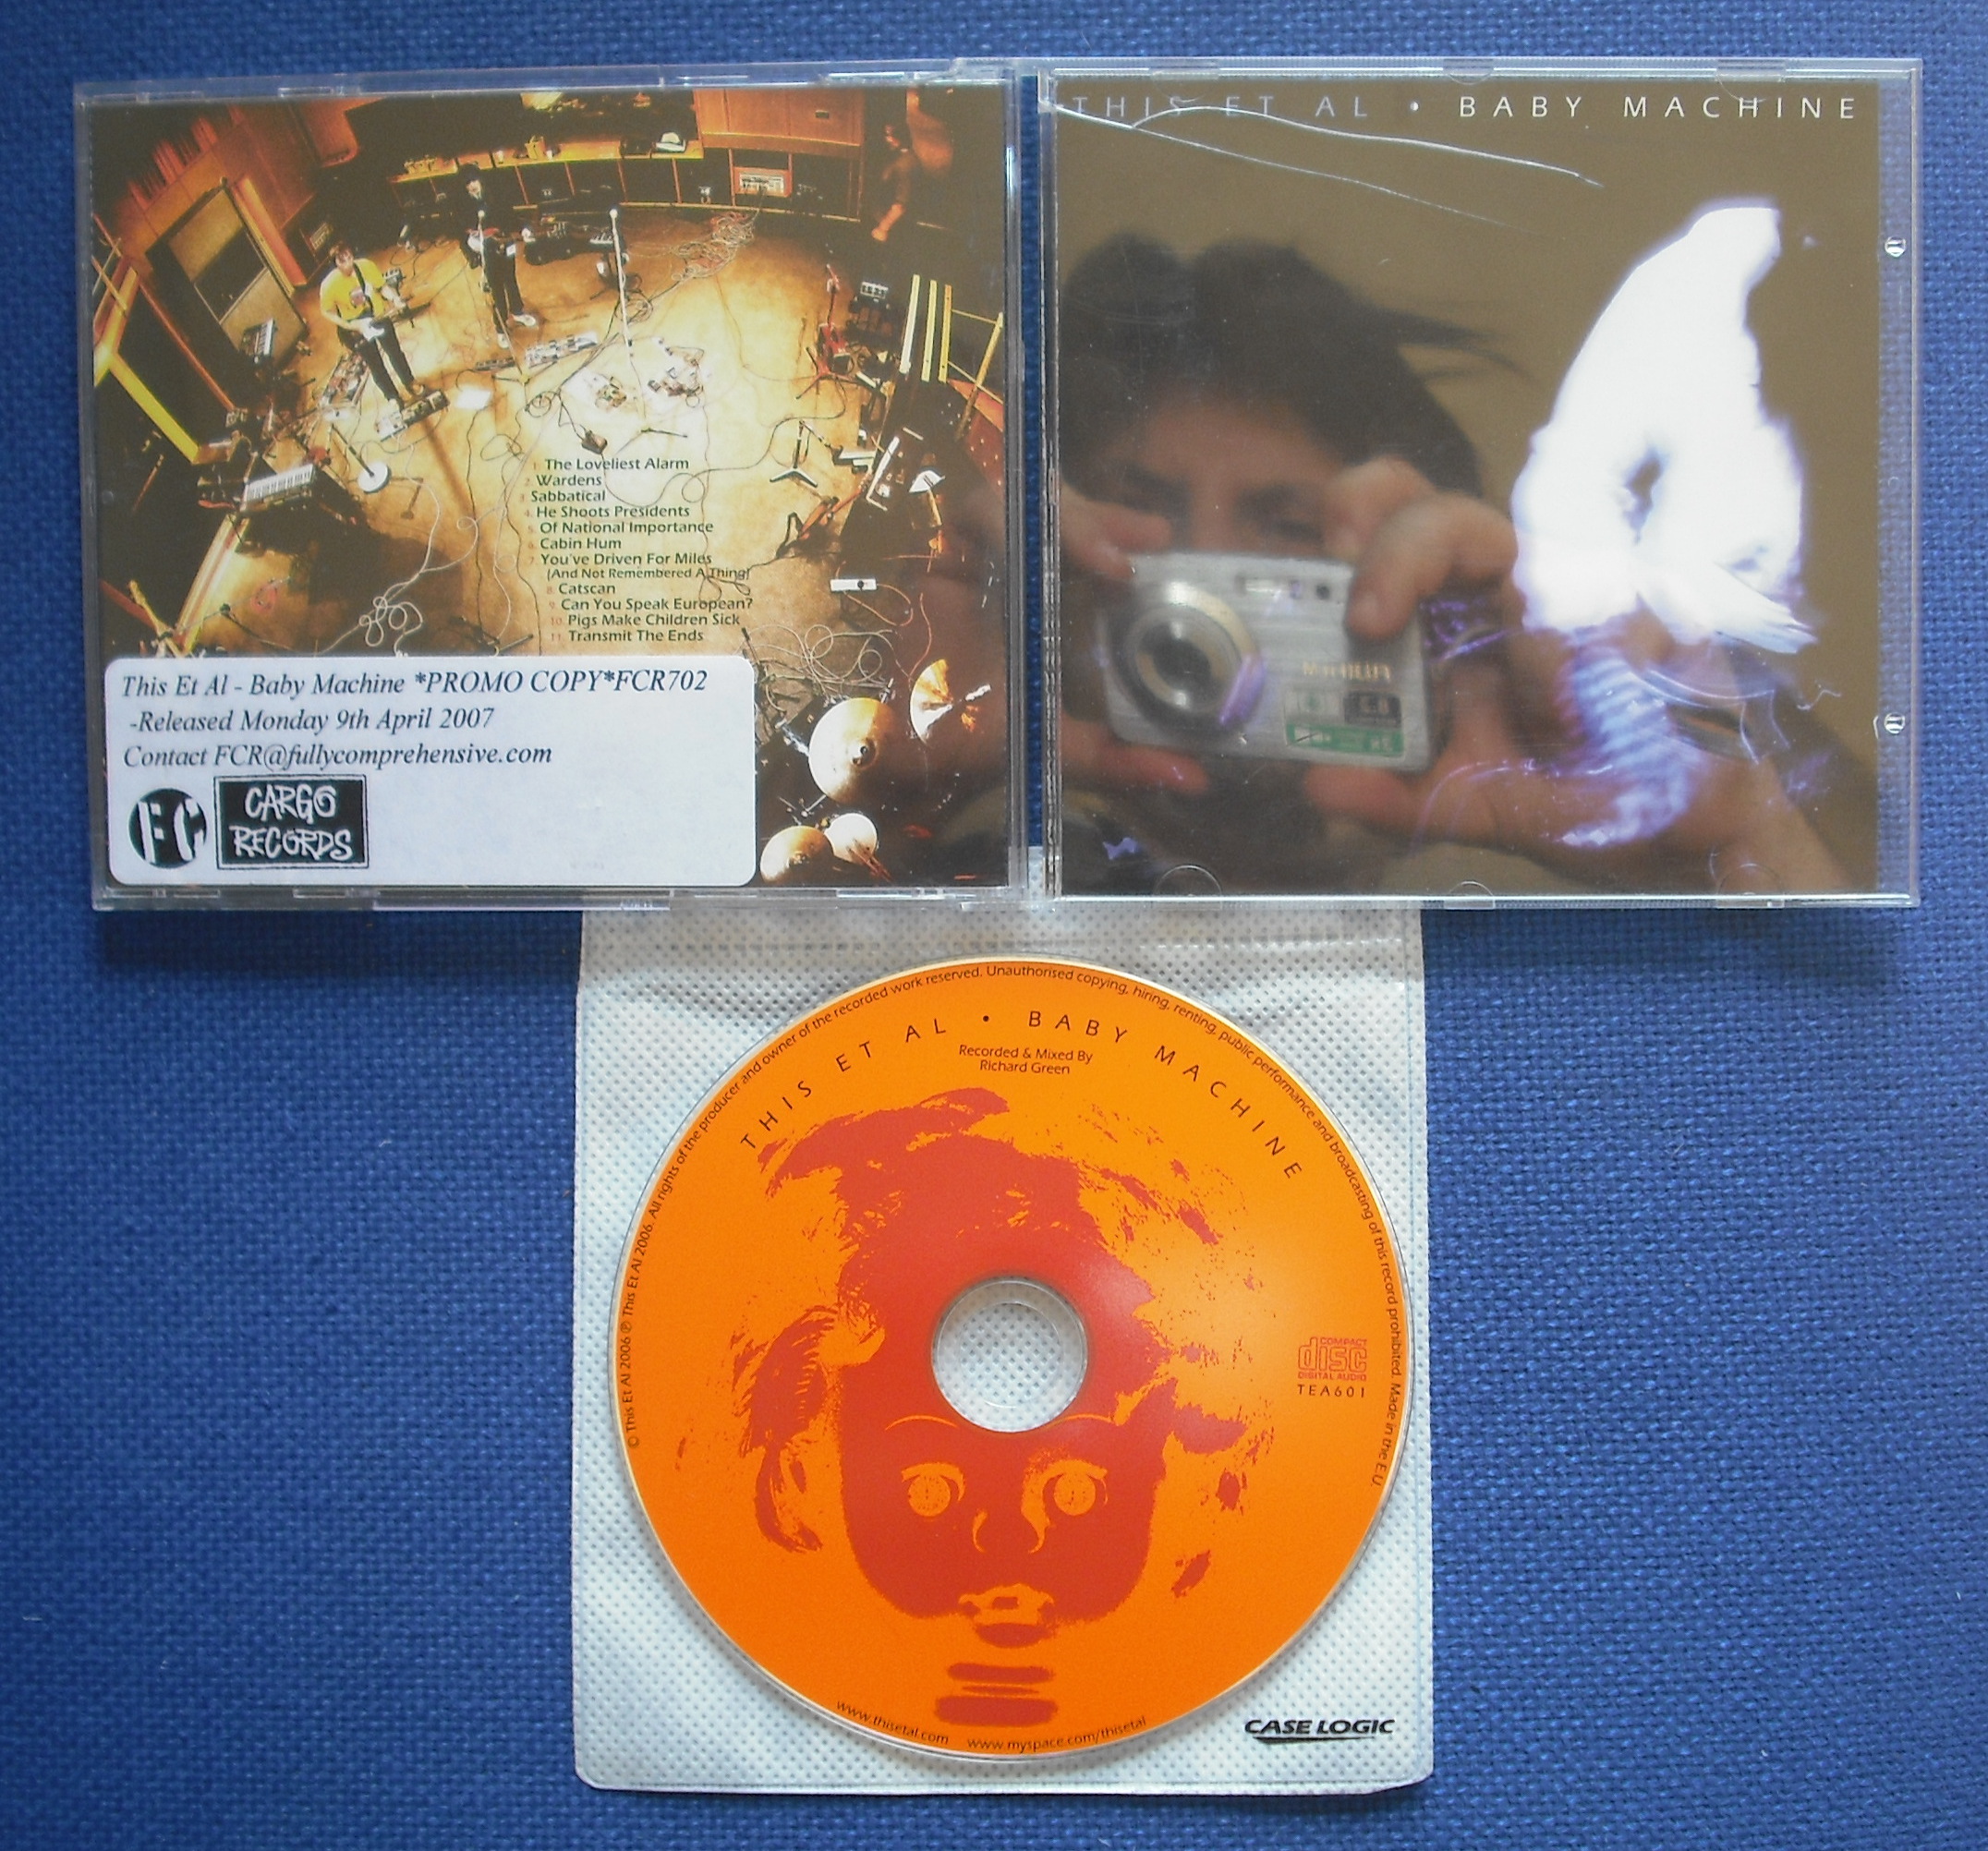 THIS ET AL • BABY MACHINE
1. The Loveliest Alarm
2. Wardens
3. Sabbatical
4. He Shoots Presidents
5. Of National Importance
6. Cabin Hum
7. You've Driven For Miles
(And Not Remembered A Thing)
8. Catscan
9. Can You Speak European?
10. Pigs Make Children Sick
11. Transmit The Ends
This Et Al - Baby Machine *PROMO COPY*FCR702
-Released Monday 9th April 2007
Contact FCR@fullycomprehensive.com
FC
CARGO
RECORDS
© This Et Al 2006 ℗ This Et Al 2006. All rights of the producer and owner of the recorded work reserved. Unauthorised copying, hiring, renting, public performance and broadcasting of this record prohibited. Made in the E.U.
THIS ET AL • BABY MACHINE
Recorded & Mixed By
Richard Green
COMPACT
disc
DIGITAL AUDIO
TEA601
www.thisetal.com www.myspace.com/thisetal
CASE LOGIC